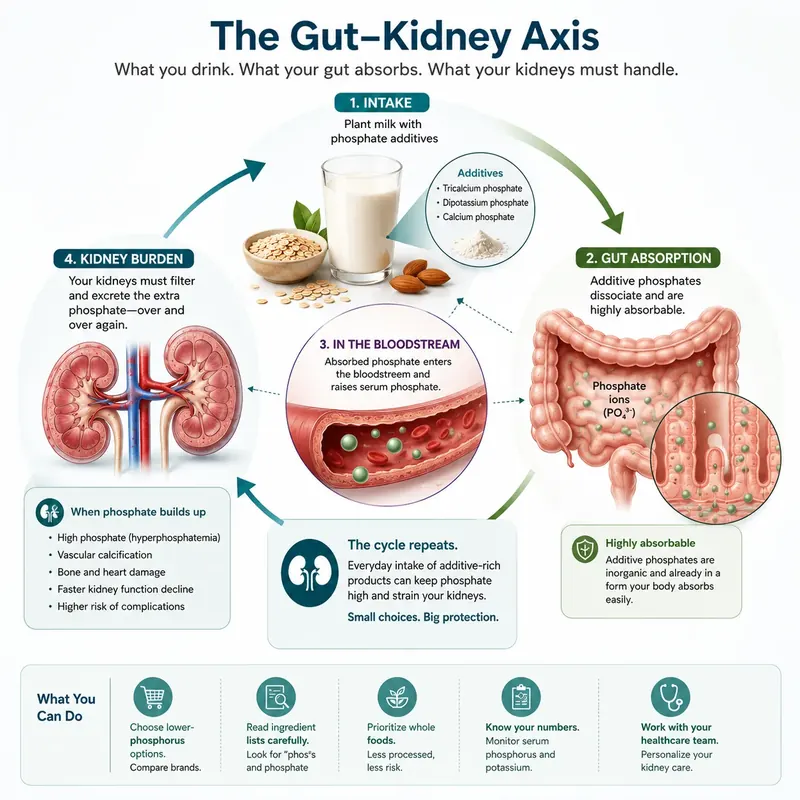 The Gut–Kidney Axis
What you drink. What your gut absorbs. What your kidneys must handle.
1. INTAKE
Plant milk with
phosphate additives
Additives
• Tricalcium phosphate
• Dipotassium phosphate
• Calcium phosphate
2. GUT ABSORPTION
Additive phosphates
dissociate and are
highly absorbable.
Phosphate
ions
(PO₄³⁻)
Highly absorbable
Additive phosphates are
inorganic and already in a
form your body absorbs
easily.
3. IN THE BLOODSTREAM
Absorbed phosphate enters
the bloodstream and
raises serum phosphate.
4. KIDNEY BURDEN
Your kidneys must filter
and excrete the extra
phosphate—over and
over again.
When phosphate builds up
• High phosphate (hyperphosphatemia)
• Vascular calcification
• Bone and heart damage
• Faster kidney function decline
• Higher risk of complications
The cycle repeats.
Everyday intake of additive-rich
products can keep phosphate
high and strain your kidneys.
Small choices. Big protection.
What You
Can Do
Choose lower-
phosphorus
options.
Compare brands.
Read ingredient
lists carefully.
Look for "phos"s
and phosphate
Prioritize whole
foods.
Less processed,
less risk.
Know your numbers.
Monitor serum
phosphorus and
potassium.
Work with your
healthcare team.
Personalize your
kidney care.